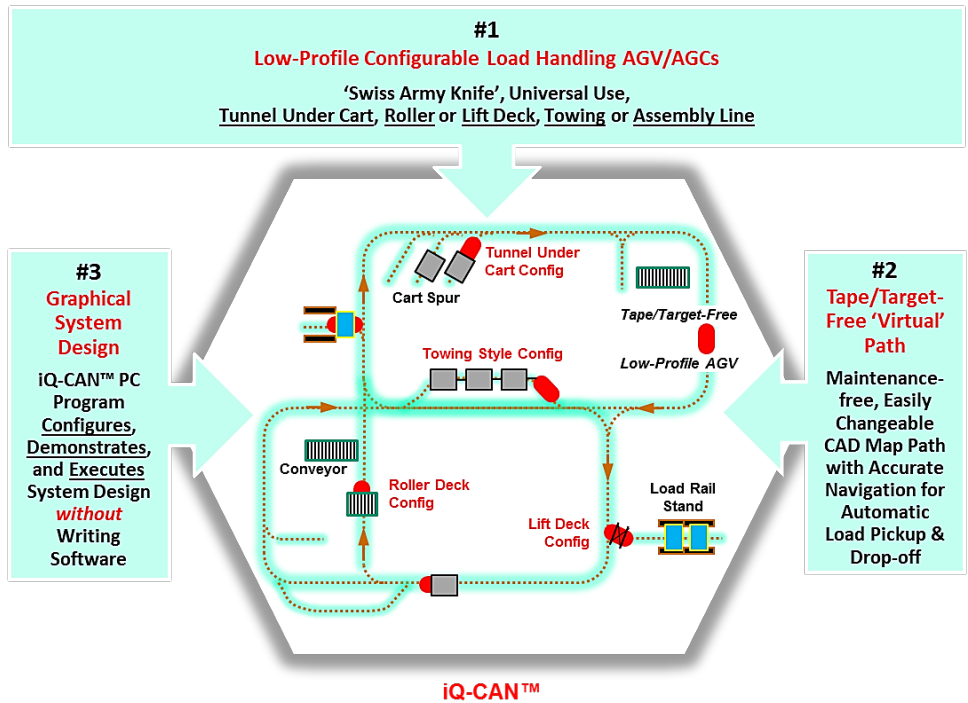 #1
Low-Profile Configurable Load Handling AGV/AGCs
‘Swiss Army Knife’, Universal Use,
Tunnel Under Cart, Roller or Lift Deck, Towing or Assembly Line
#3
Graphical
System
Design
iQ-CAN™ PC
Program
Configures,
Demonstrates,
and Executes
System Design
without
Writing
Software
Tunnel Under
Cart Config
Cart Spur
Tape/Target-Free
Low-Profile AGV
Towing Style Config
Conveyor
Roller Deck
Config
Load Rail
Stand
Lift Deck
Config
#2
Tape/Target-
Free ‘Virtual’
Path
Maintenance-
free, Easily
Changeable
CAD Map Path
with Accurate
Navigation for
Automatic
Load Pickup &
Drop-off
iQ-CAN™